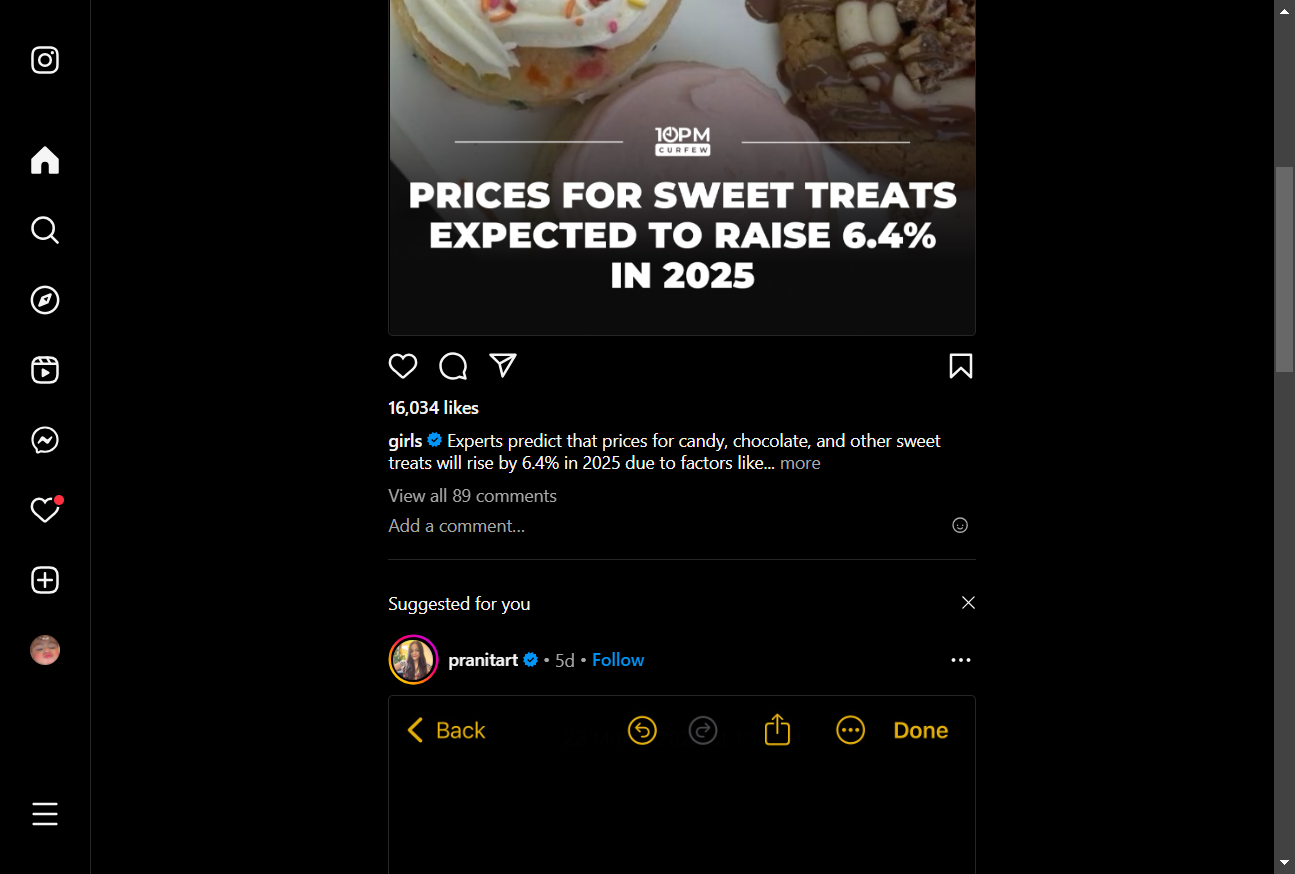 10PM
CURFEW
PRICES FOR SWEET TREATS
EXPECTED TO RAISE 6.4%
IN 2025
16,034 likes
girls Experts predict that prices for candy, chocolate, and other sweet
treats will rise by 6.4% in 2025 due to factors like... more
View all 89 comments
Add a comment...
Suggested for you
pranitart • 5d • Follow
Back Done